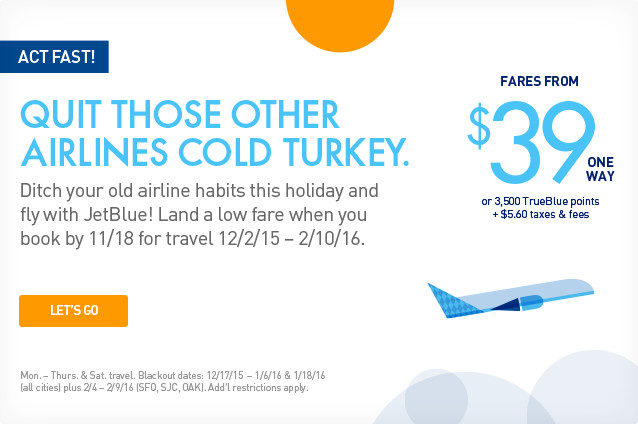 ACT FAST!
QUIT THOSE OTHER
AIRLINES COLD TURKEY.
Ditch your old airline habits this holiday and
fly with JetBlue! Land a low fare when you
book by 11/18 for travel 12/2/15 – 2/10/16.
FARES FROM
$39 ONE WAY
or 3,500 TrueBlue points
+ $5.60 taxes & fees
LET'S GO
Mon. – Thurs. & Sat. travel. Blackout dates: 12/17/15 – 1/6/16 & 1/18/16
(all cities) plus 2/4 – 2/9/16 (SFO, SJC, OAK). Add'l restrictions apply.